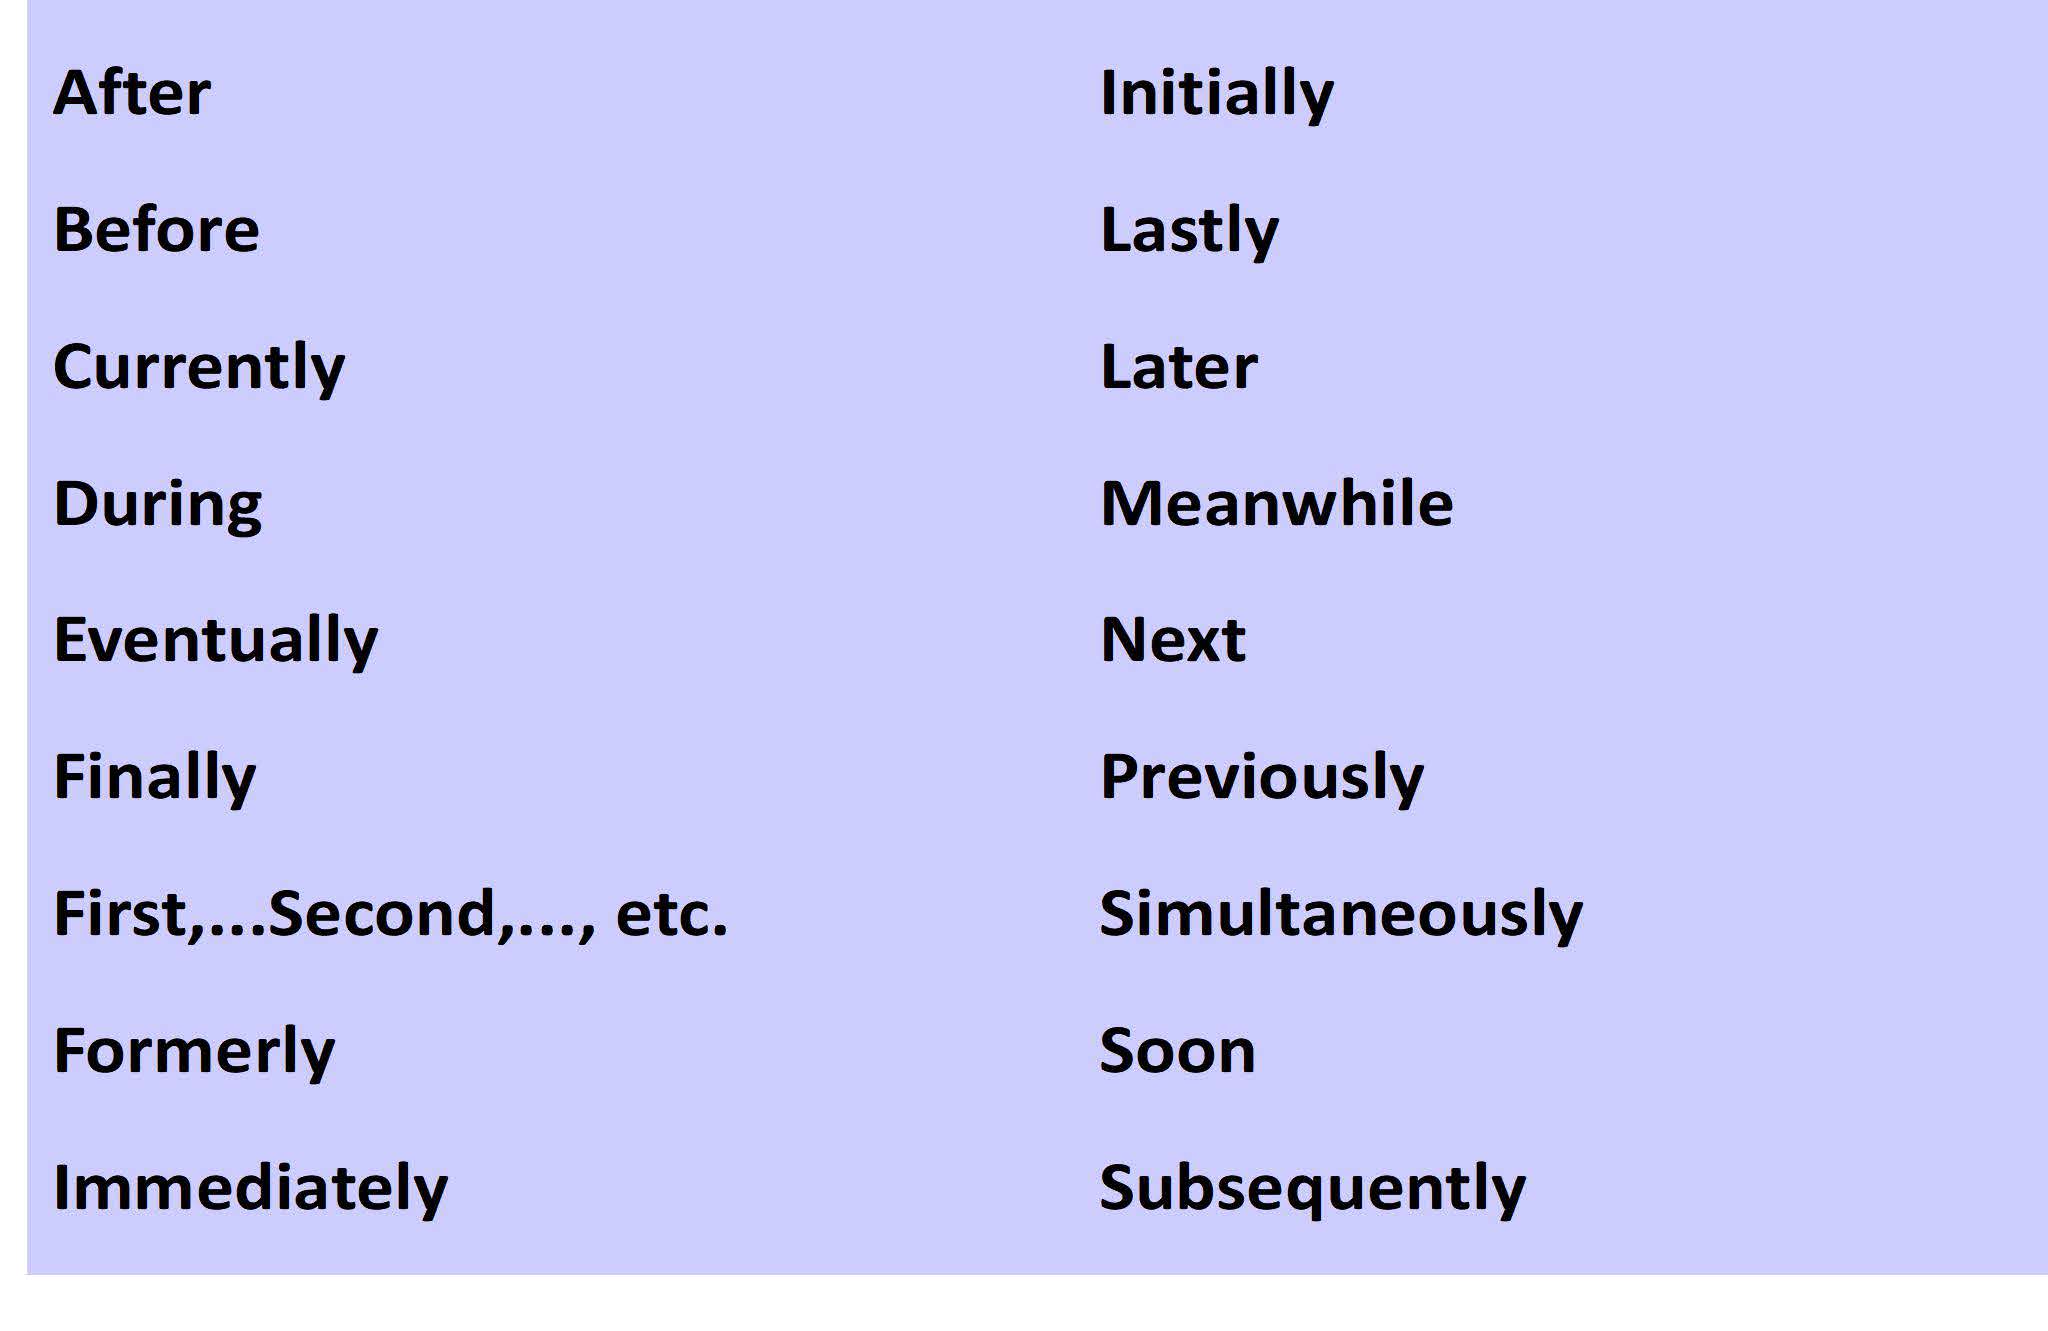 After
Before
Currently
During
Eventually
Finally
First,...Second,..., etc.
Formerly
Immediately
Initially
Lastly
Later
Meanwhile
Next
Previously
Simultaneously
Soon
Subsequently